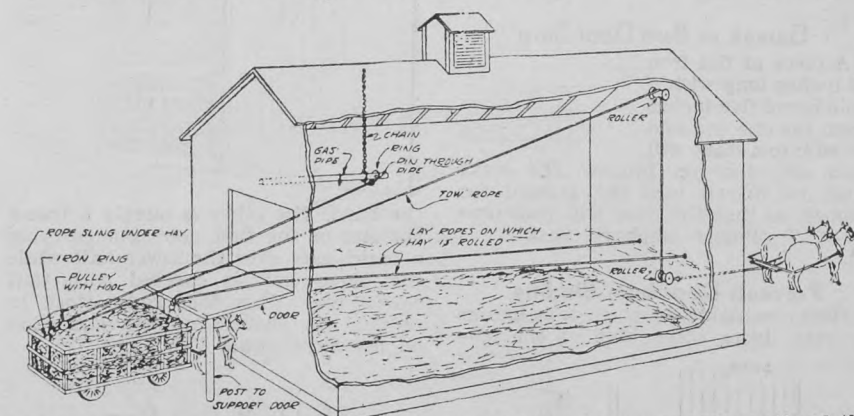 ROLLER
CHAIN
RING
GAS
PIPE
PIN THROUGH
PIPE
TOW ROPE
ROPE SLING UNDER HAY
IRON RING
PULLEY
WITH HOOK
LAY ROPES ON WHICH
HAY IS ROLLED
ROLLER
DOOR
POST TO
SUPPORT DOOR